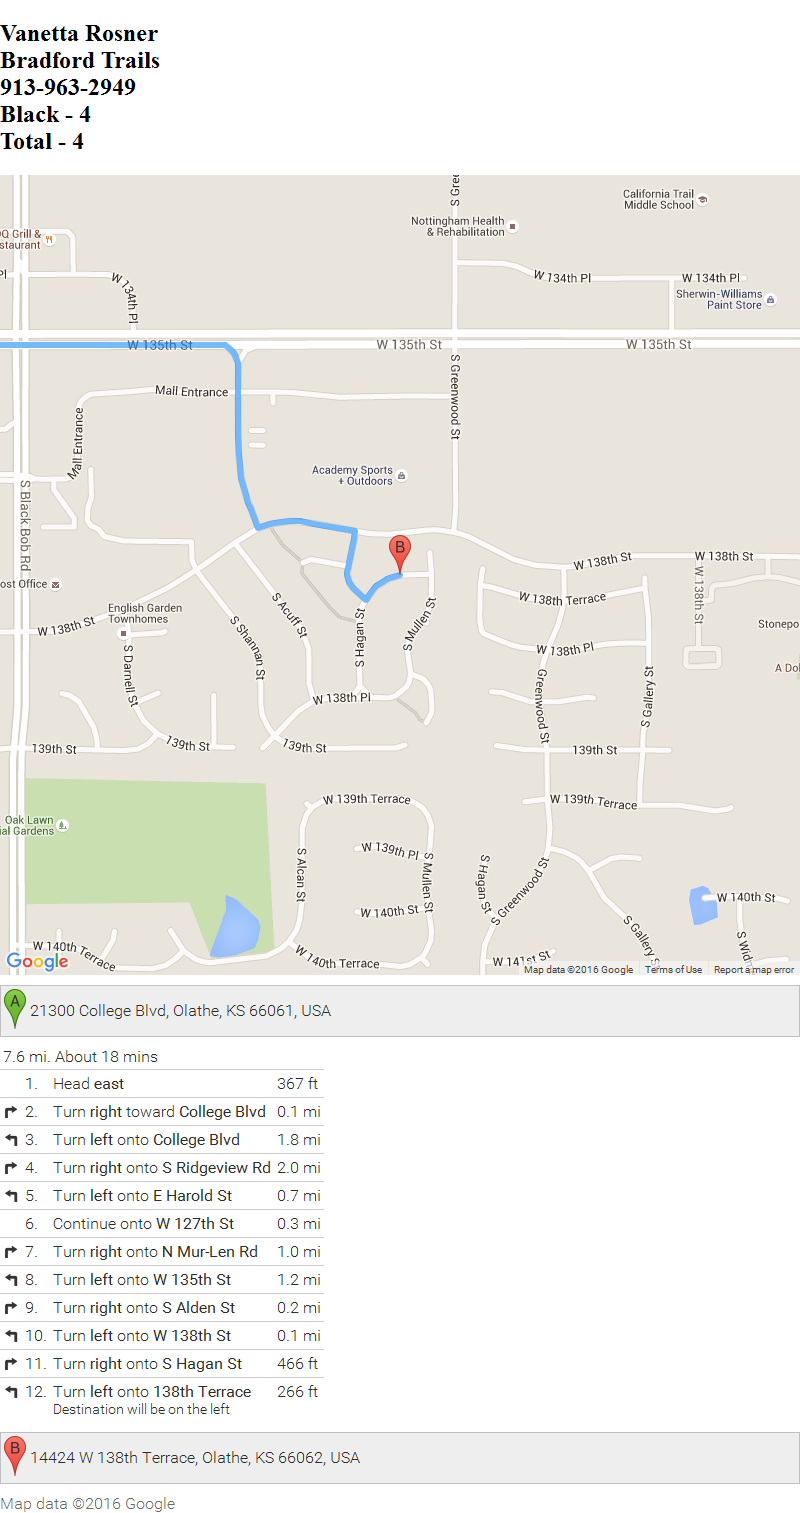 Vanetta Rosner
Bradford Trails
913-963-2949
Black - 4
Total - 4
S Gree
California Trail
Middle School
Nottingham Health
& Rehabilitation
Q Grill &
staurant
Pl
W 134th Pl
W 134th Pl
W 134th Pl
Sherwin-Williams
Paint Store
W 135th St
W 135th St
W 135th St
S Greenwood St
Mall Entrance
Mall Entrance
Academy Sports
+ Outdoors
S Black Bob Rd
B
W 138th St
W 138th St
W 138th St
ost Office
S Acuff St
W 138th Terrace
English Garden
Townhomes
S Hagan St
S Mullen St
W 138th St
S Shannan St
Stonepo
S Darnell St
W 138th Pl
A Dol
W 138th Pl
Greenwood St
S Gallery St
139th St
139th St
139th St
139th St
W 139th Terrace
W 139th Terrace
Oak Lawn
ial Gardens
W 139th Pl
S Alcan St
S Mullen St
S Hagan St
S Greenwood St
W 140th St
W 140th St
S Gallery S
S Wid
W 140th Terrace
W 140th Terrace
W 141st St
Google
Map data ©2016 Google Terms of Use Report a map error
A 21300 College Blvd, Olathe, KS 66061, USA
7.6 mi. About 18 mins
1. Head east 367 ft
2. Turn right toward College Blvd 0.1 mi
3. Turn left onto College Blvd 1.8 mi
4. Turn right onto S Ridgeview Rd 2.0 mi
5. Turn left onto E Harold St 0.7 mi
6. Continue onto W 127th St 0.3 mi
7. Turn right onto N Mur-Len Rd 1.0 mi
8. Turn left onto W 135th St 1.2 mi
9. Turn right onto S Alden St 0.2 mi
10. Turn left onto W 138th St 0.1 mi
11. Turn right onto S Hagan St 466 ft
12. Turn left onto 138th Terrace 266 ft
Destination will be on the left
B 14424 W 138th Terrace, Olathe, KS 66062, USA
Map data ©2016 Google